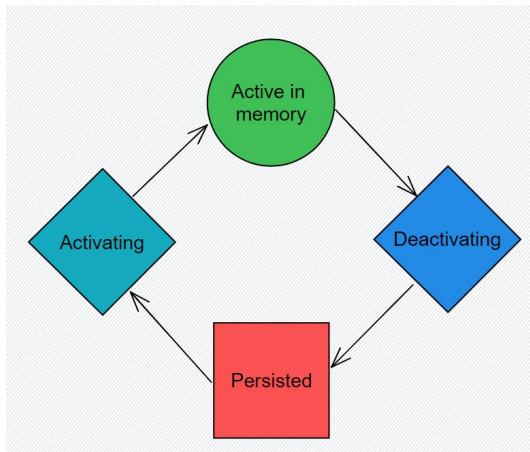 Active in
memory
Activating
Deactivating
Persisted